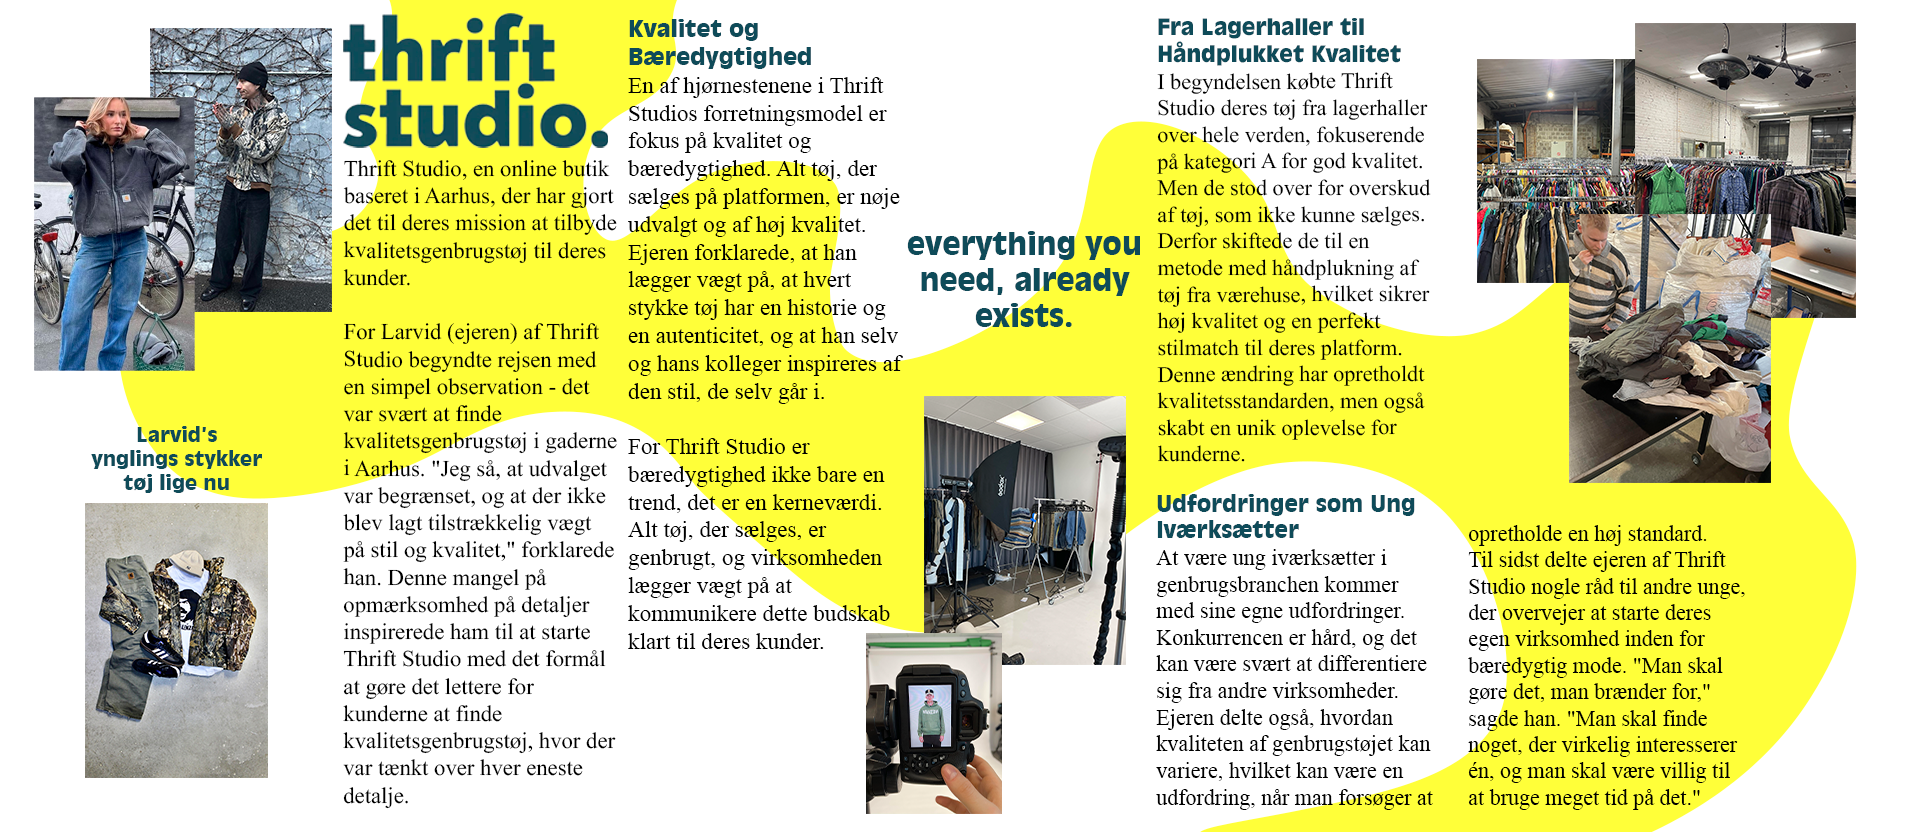 thrift
studio.
Thrift Studio, en online butik
baseret i Aarhus, der har gjort
det til deres mission at tilbyde
kvalitetsgenbrugstøj til deres
kunder.
For Larvid (ejeren) af Thrift
Studio begyndte rejsen med
en simpel observation - det
var svært at finde
kvalitetsgenbrugstøj i gaderne
i Aarhus. "Jeg så, at udvalget
var begrænset, og at der ikke
blev lagt tilstrækkelig vægt
på stil og kvalitet," forklarede
han. Denne mangel på
opmærksomhed på detaljer
inspirerede ham til at starte
Thrift Studio med det formål
at gøre det lettere for
kunderne at finde
kvalitetsgenbrugstøj, hvor der
var tænkt over hver eneste
detalje.
Larvid's
ynglings stykker
tøj lige nu
Kvalitet og
Bæredygtighed
En af hjørnestenene i Thrift
Studios forretningsmodel er
fokus på kvalitet og
bæredygtighed. Alt tøj, der
sælges på platformen, er nøje
udvalgt og af høj kvalitet.
Ejeren forklarede, at han
lægger vægt på, at hvert
stykke tøj har en historie og
en autenticitet, og at han selv
og hans kolleger inspireres af
den stil, de selv går i.
For Thrift Studio er
bæredygtighed ikke bare en
trend, det er en kerneværdi.
Alt tøj, der sælges, er
genbrugt, og virksomheden
lægger vægt på at
kommunikere dette budskab
klart til deres kunder.
everything you
need, already
exists.
Godox
Fra Lagerhaller til
Håndplukket Kvalitet
I begyndelsen købte Thrift
Studio deres tøj fra lagerhaller
over hele verden, fokuserende
på kategori A for god kvalitet.
Men de stod over for overskud
af tøj, som ikke kunne sælges.
Derfor skiftede de til en
metode med håndplukning af
tøj fra værehuse, hvilket sikrer
høj kvalitet og en perfekt
stilmatch til deres platform.
Denne ændring har opretholdt
kvalitetsstandarden, men også
skabt en unik oplevelse for
kunderne.
Udfordringer som Ung
Iværksætter
At være ung iværksætter i
genbrugsbranchen kommer
med sine egne udfordringer.
Konkurrencen er hård, og det
kan være svært at differentiere
sig fra andre virksomheder.
Ejeren delte også, hvordan
kvaliteten af genbrugstøjet kan
variere, hvilket kan være en
udfordring, når man forsøger at
opretholde en høj standard.
Til sidst delte ejeren af Thrift
Studio nogle råd til andre unge,
der overvejer at starte deres
egen virksomhed inden for
bæredygtig mode. "Man skal
gøre det, man brænder for,"
sagde han. "Man skal finde
noget, der virkelig interesserer
én, og man skal være villig til
at bruge meget tid på det."